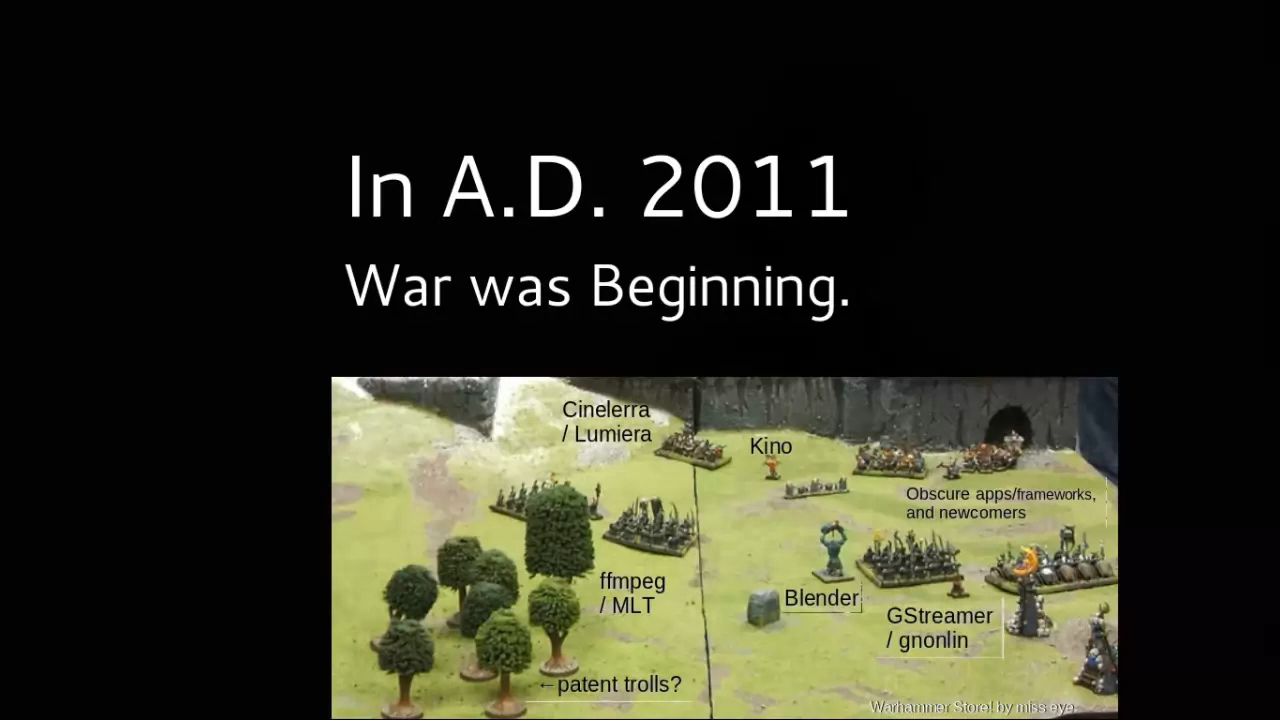 In A.D. 2011
War was Beginning.
Cinelerra
/ Lumiera
Kino
Obscure apps/frameworks,
and newcomers
ffmpeg
/ MLT
Blender
GStreamer
/ gnonlin
←patent trolls?
Warhammer Store! by miss eye